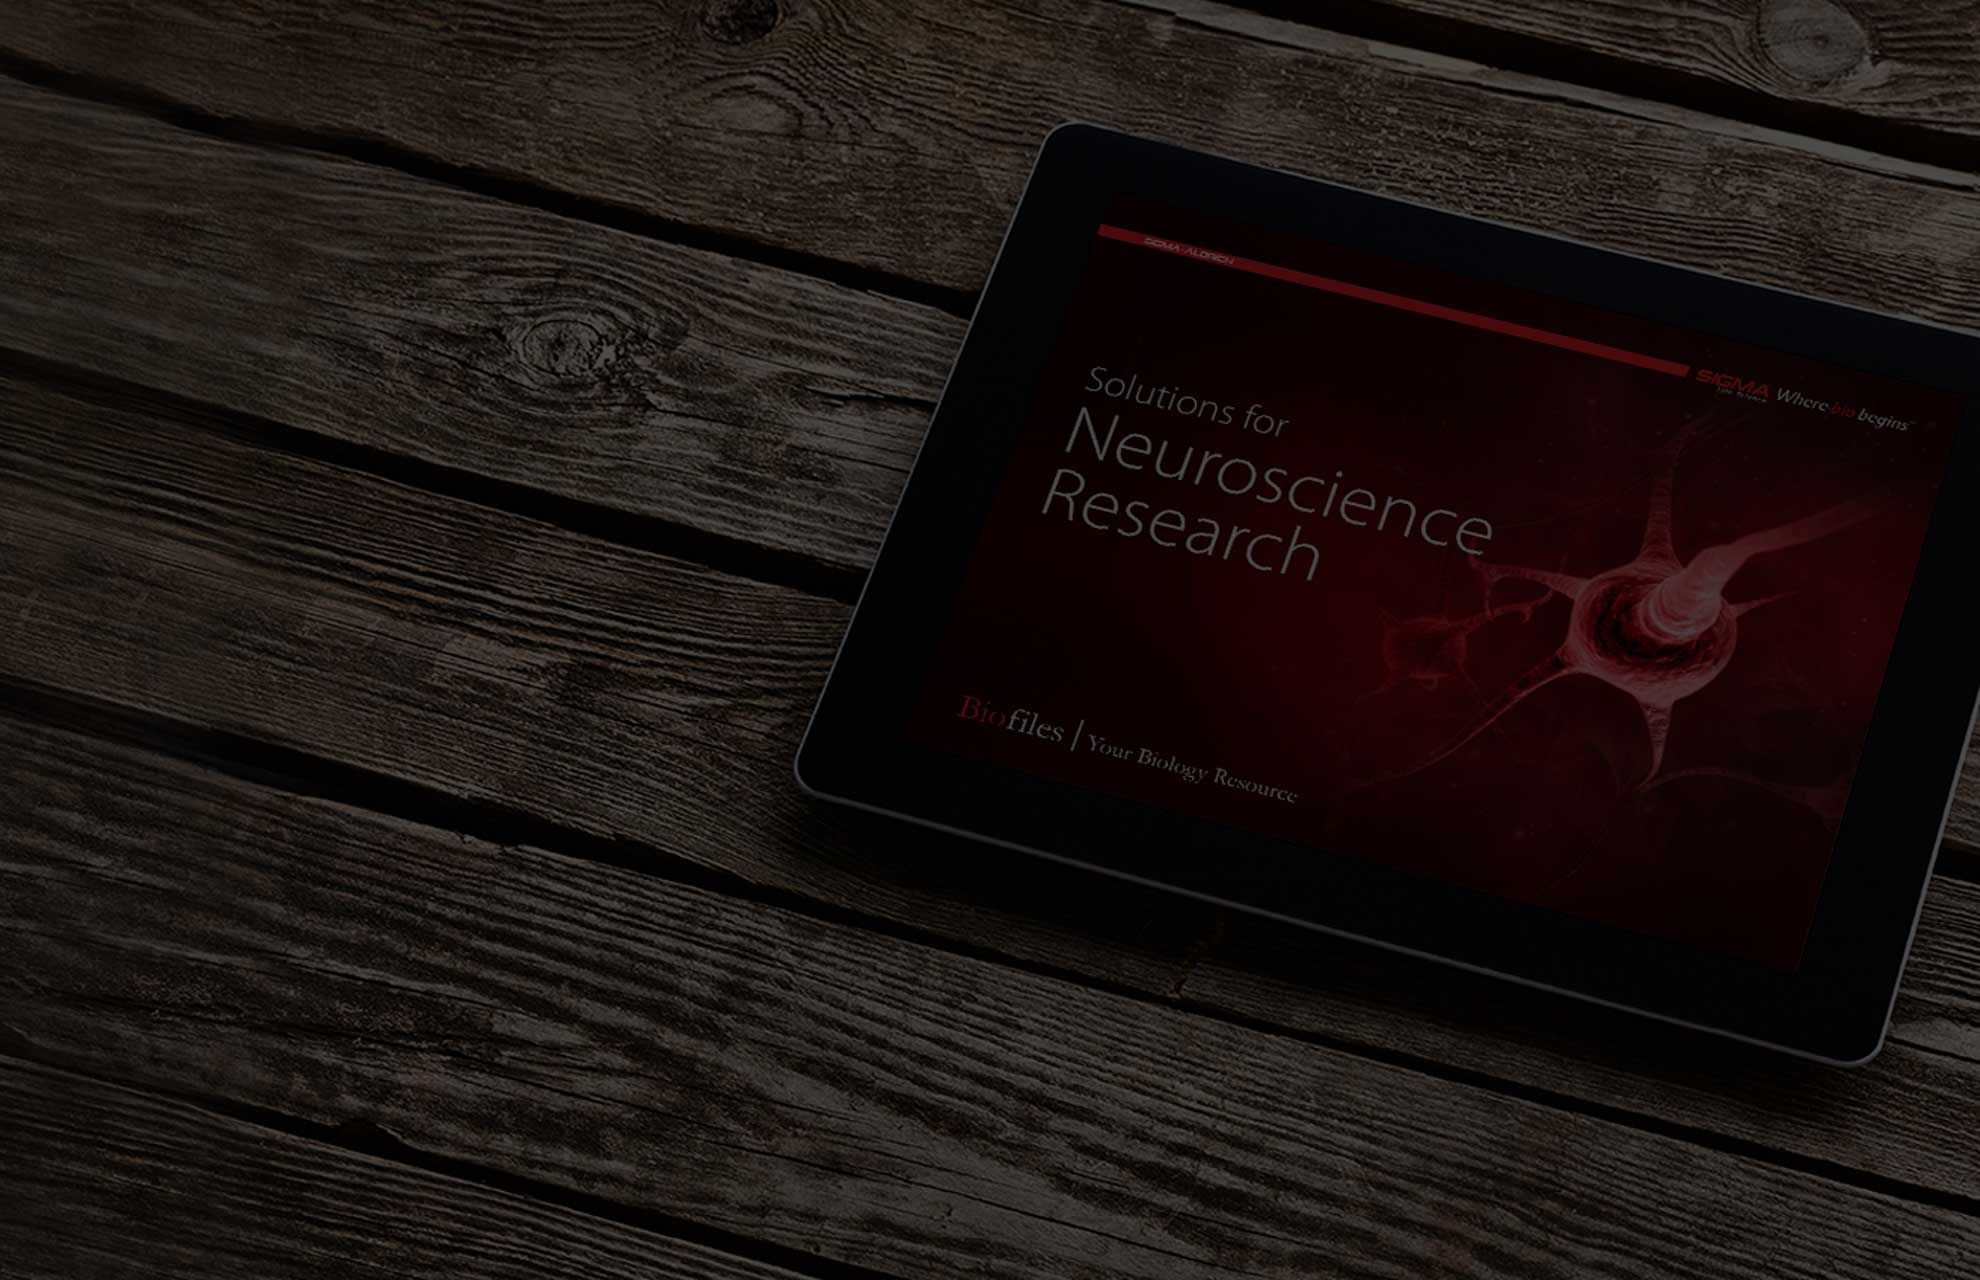 SIGMA-ALDRICH
SIGMA
Life Science
Where bio begins™
Solutions for
Neuroscience
Research
Biofiles | Your Biology Resource